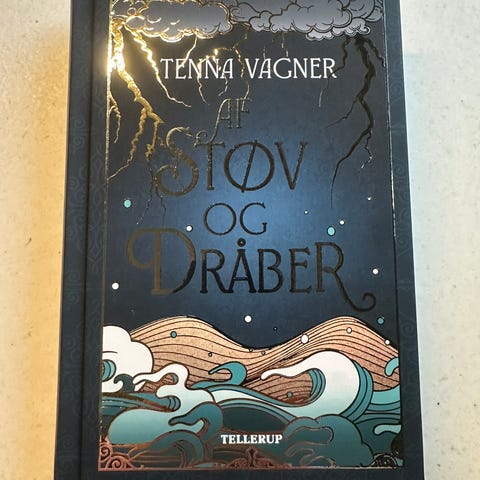 TENNA VAGNER
AF
STØV
OG
DRÅBER
TELLERUP